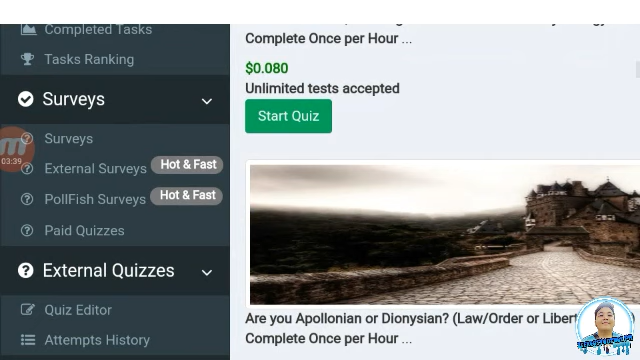 Completed Tasks
Tasks Ranking
Surveys
Surveys
External Surveys Hot & Fast
PollFish Surveys Hot & Fast
Paid Quizzes
External Quizzes
Quiz Editor
Attempts History
03:39
Complete Once per Hour ...
$0.080
Unlimited tests accepted
Start Quiz
Are you Apollonian or Dionysian? (Law/Order or
Complete Once per Hour ...